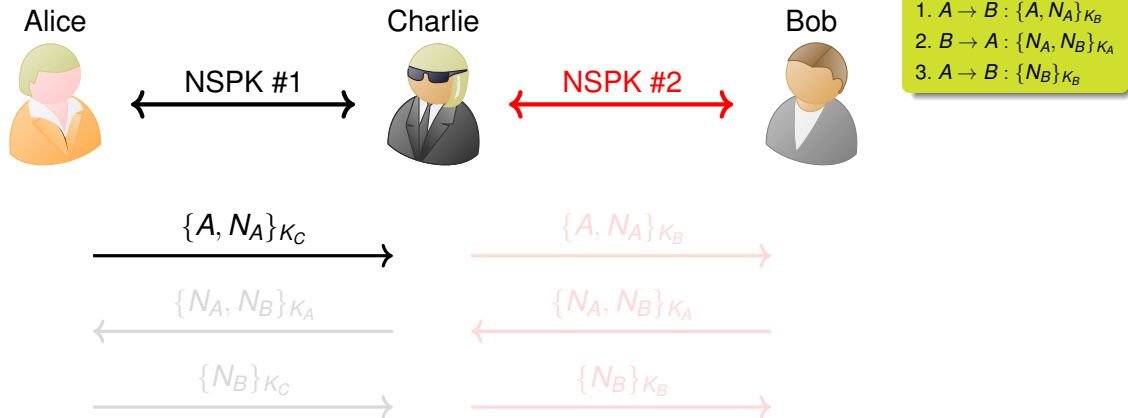 Alice Charlie Bob
1. A → B : {A, N_A}_{K_B}
2. B → A : {N_A, N_B}_{K_A}
3. A → B : {N_B}_{K_B}
NSPK #1 NSPK #2
{A, N_A}_{K_C} {A, N_A}_{K_B}
{N_A, N_B}_{K_A} {N_A, N_B}_{K_A}
{N_B}_{K_C} {N_B}_{K_B}